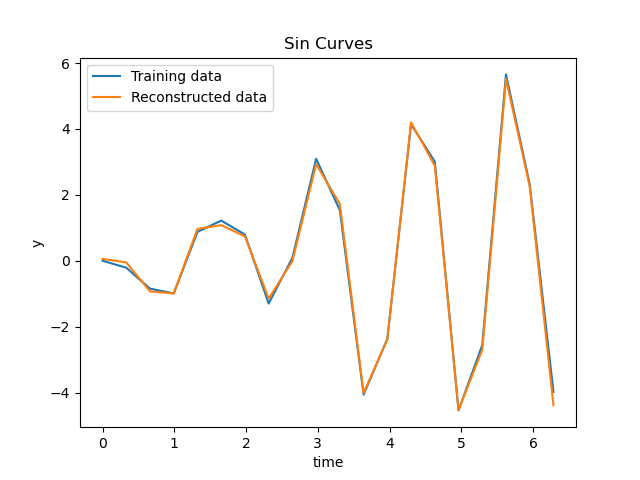 Sin Curves
Training data
Reconstructed data
y
6
4
2
0
−2
−4
0 1 2 3 4 5 6
time